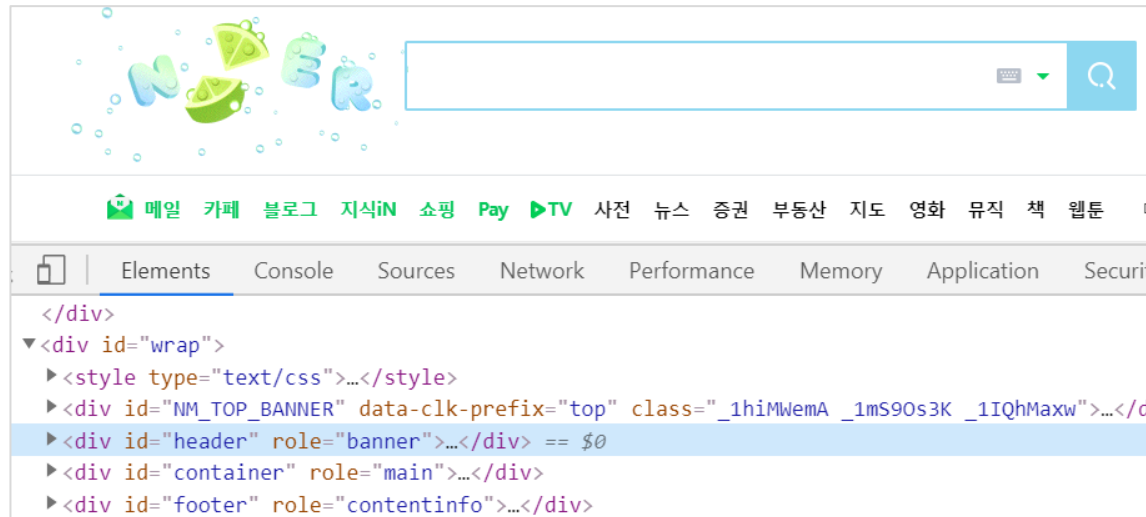 N ER
메일 카페 블로그 지식iN 쇼핑 Pay TV 사전 뉴스 증권 부동산 지도 영화 뮤직 책 웹툰
Elements Console Sources Network Performance Memory Application Securi
</div>
▼<div id="wrap">
▶<style type="text/css">…</style>
▶<div id="NM_TOP_BANNER" data-clk-prefix="top" class="_1hiMWemA _1mS9Os3K _1IQhMaxw">…</d
▶<div id="header" role="banner">…</div> == $0
▶<div id="container" role="main">…</div>
▶<div id="footer" role="contentinfo">…</div>